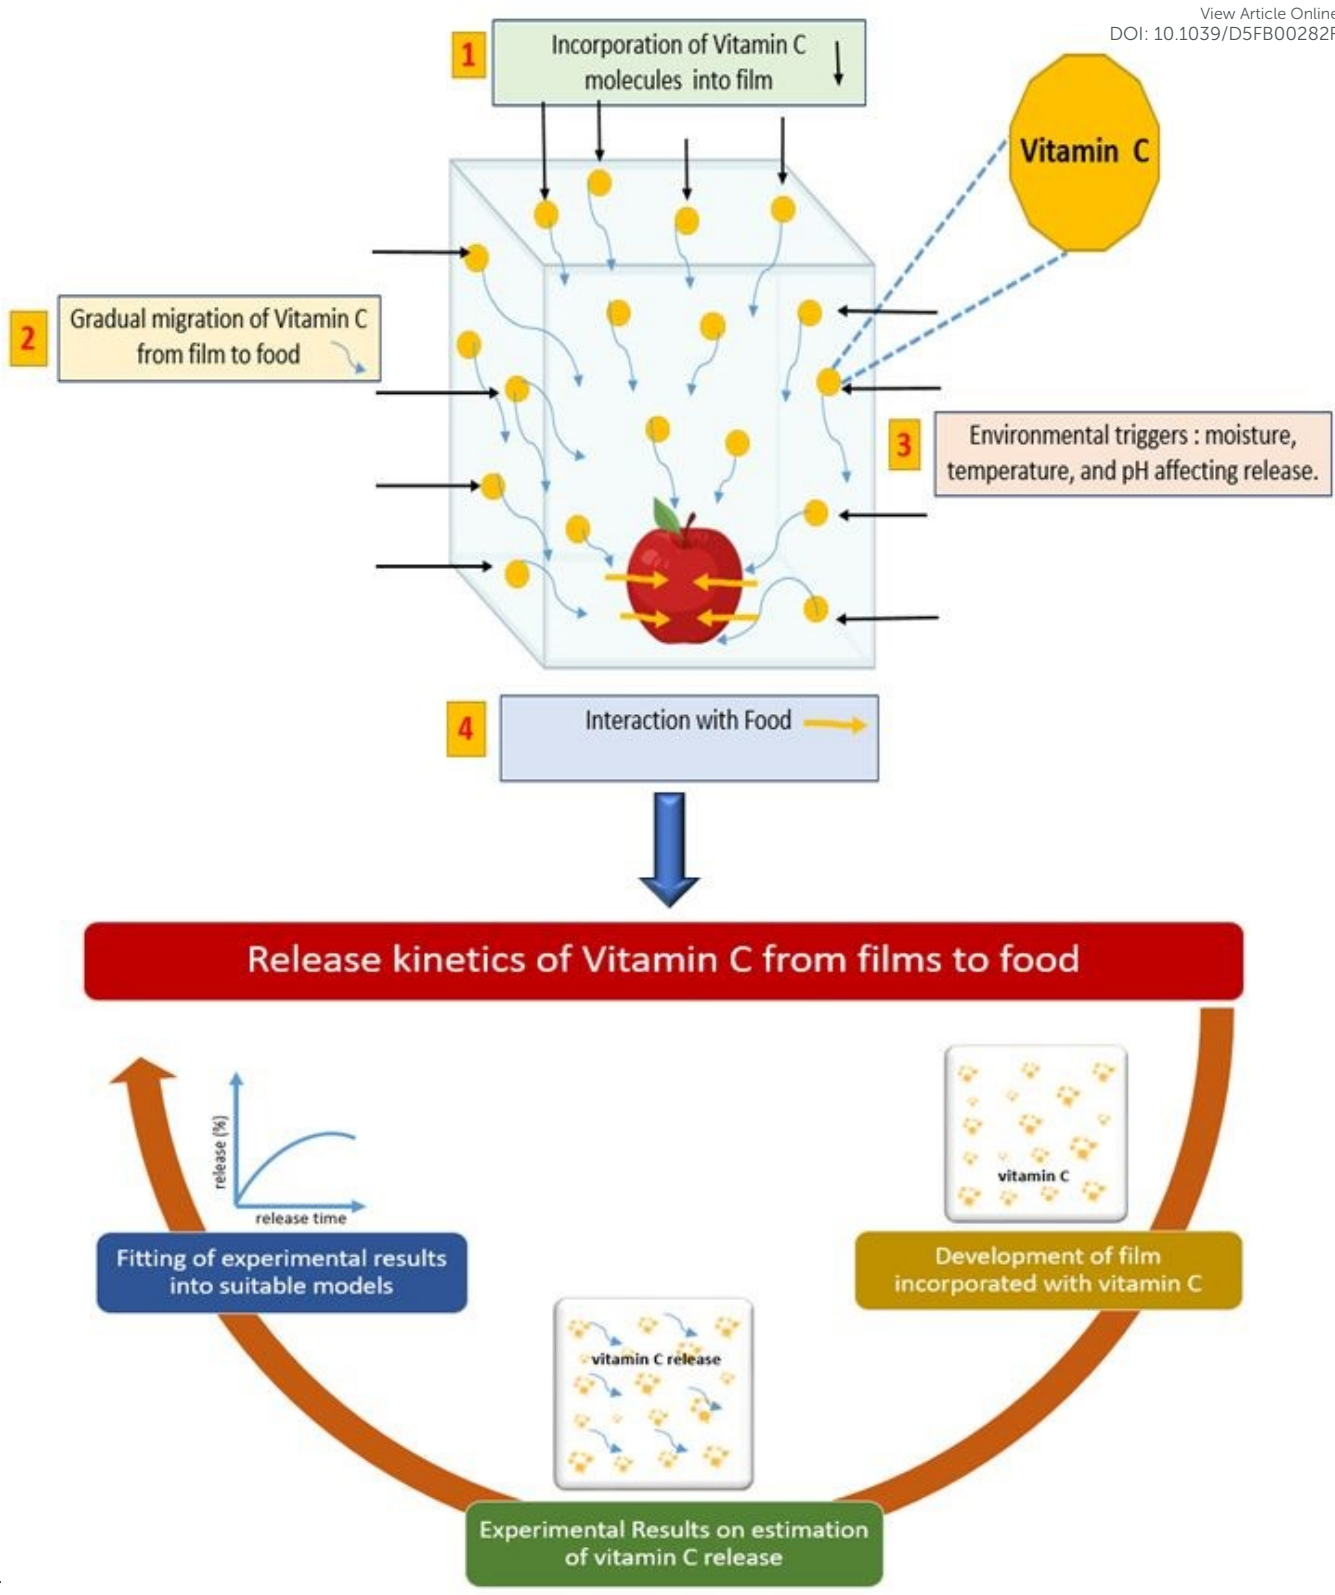 View Article Online
DOI: 10.1039/D5FB00282F
1
Incorporation of Vitamin C
molecules into film
Vitamin C
2
Gradual migration of Vitamin C
from film to food
3
Environmental triggers : moisture,
temperature, and pH affecting release.
4
Interaction with Food
Release kinetics of Vitamin C from films to food
release (%)
release time
Fitting of experimental results
into suitable models
vitamin C
Development of film
incorporated with vitamin C
vitamin C release
Experimental Results on estimation
of vitamin C release